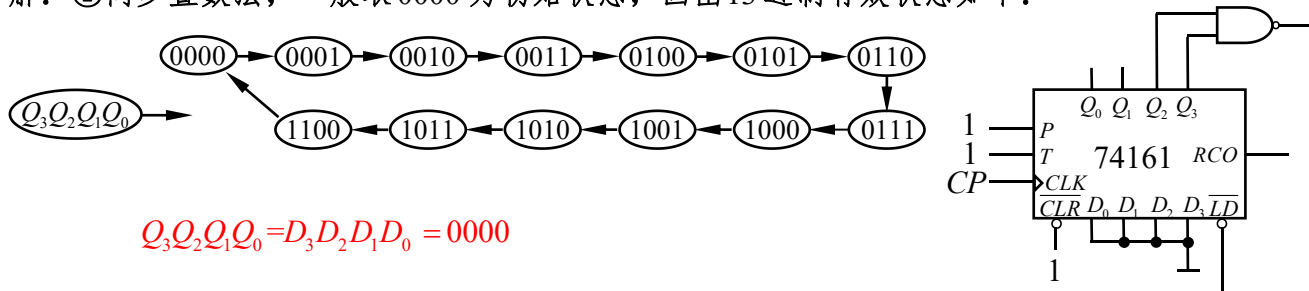 解：②同步置数法，一般取0000为初始状态，画出13进制有效状态如下：
0000 0001 0010 0011 0100 0101 0110
Q₃Q₂Q₁Q₀
1100 1011 1010 1001 1000 0111
Q₃Q₂Q₁Q₀=D₃D₂D₁D₀ =0000
Q₀ Q₁ Q₂ Q₃
1 P
1 T 74161 RCO
CP CLK
C̅L̅R̅ D₀ D₁ D₂ D₃ L̅D̅
1